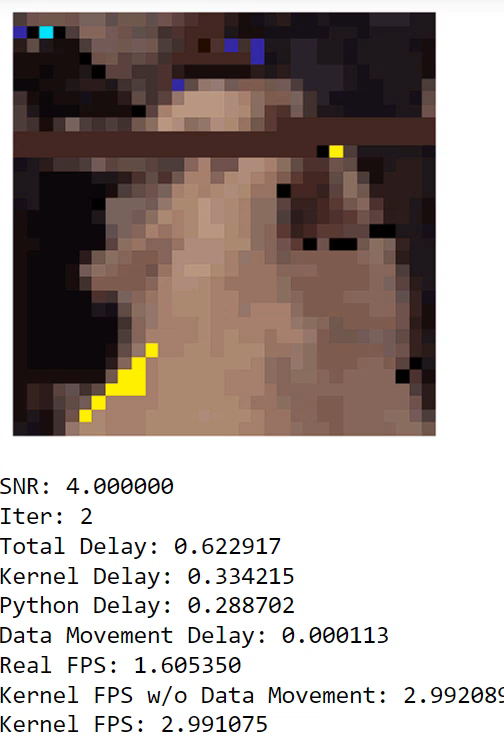 SNR: 4.000000
Iter: 2
Total Delay: 0.622917
Kernel Delay: 0.334215
Python Delay: 0.288702
Data Movement Delay: 0.000113
Real FPS: 1.605350
Kernel FPS w/o Data Movement: 2.992089
Kernel FPS: 2.991075